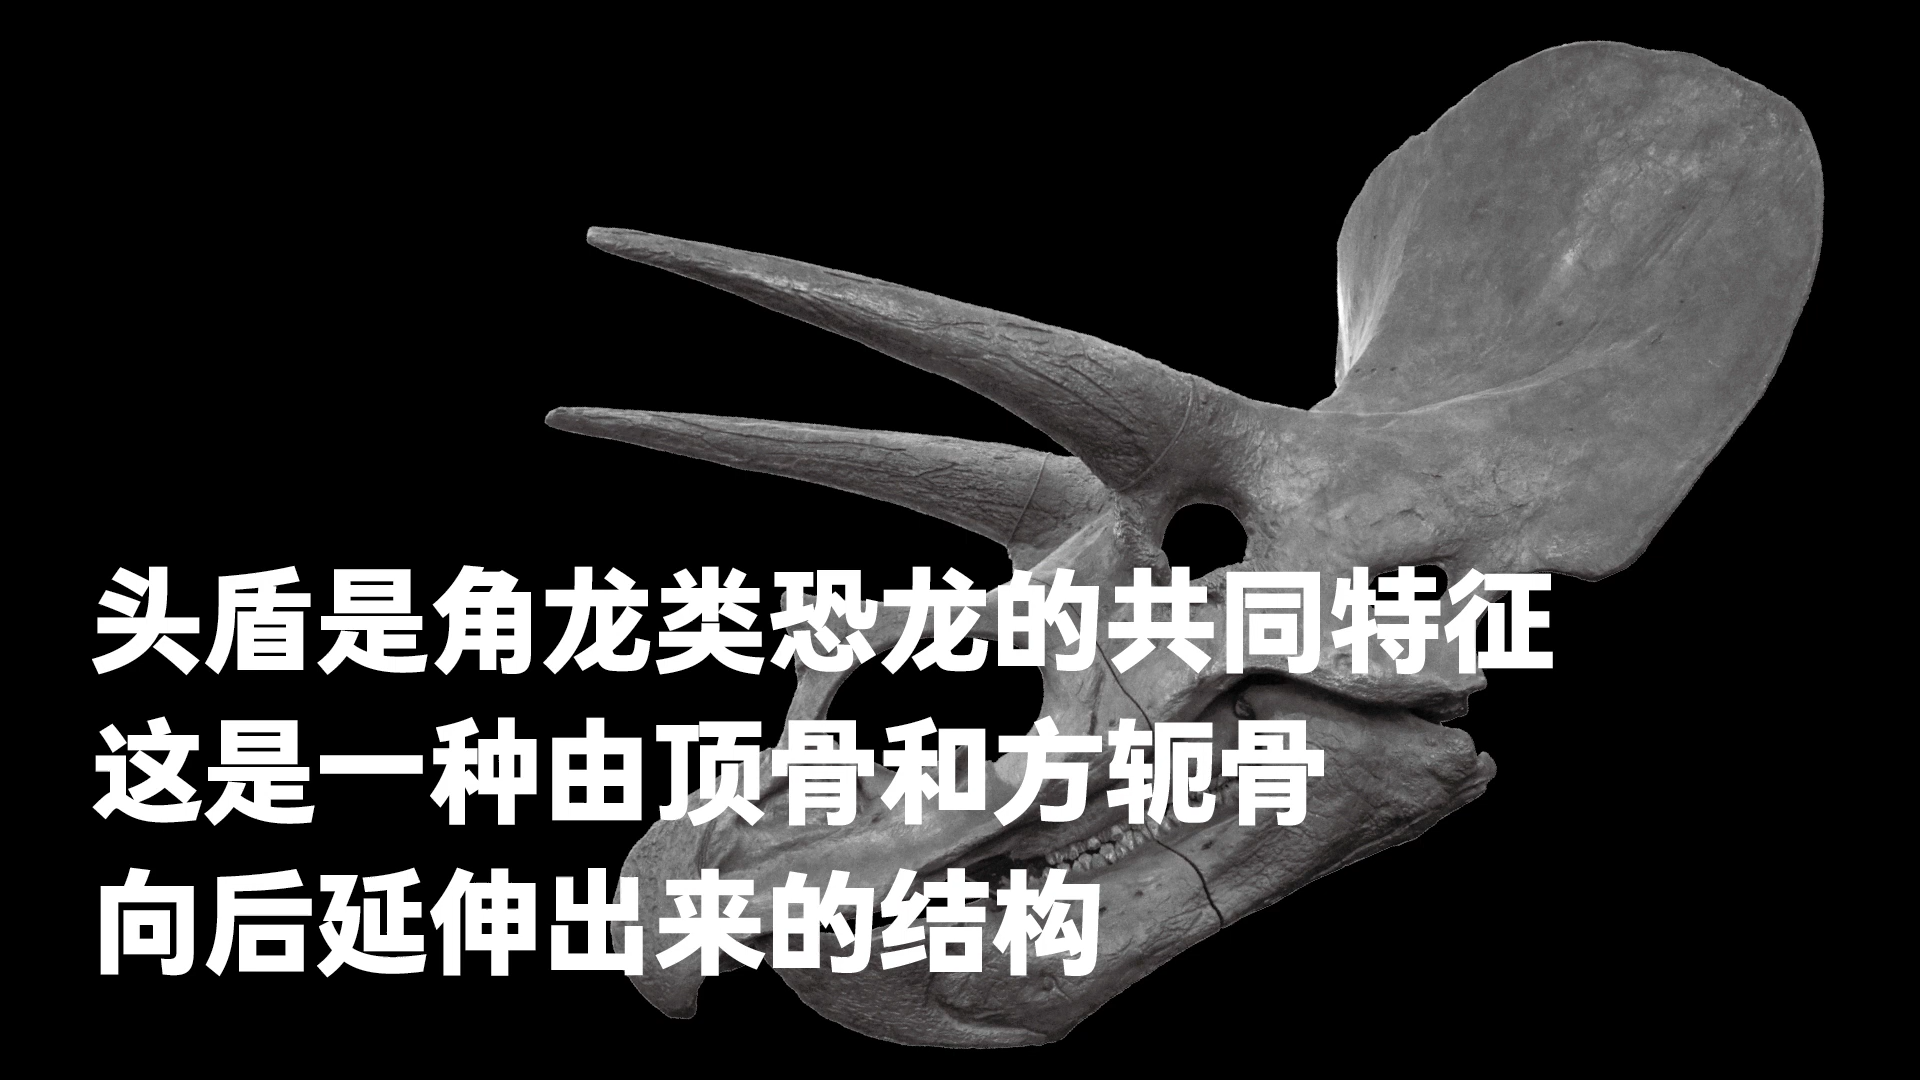 头盾是角龙类恐龙的共同特征
这是一种由顶骨和方轭骨
向后延伸出来的结构